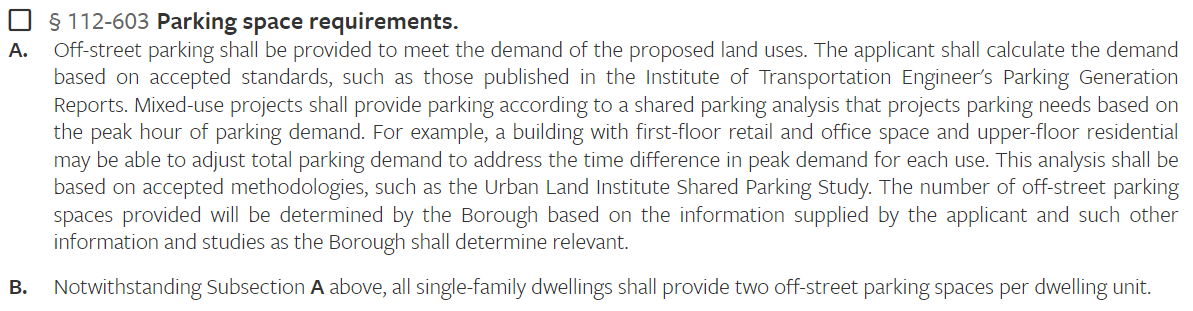 § 112-603 Parking space requirements.
A. Off-street parking shall be provided to meet the demand of the proposed land uses. The applicant shall calculate the demand
based on accepted standards, such as those published in the Institute of Transportation Engineer's Parking Generation
Reports. Mixed-use projects shall provide parking according to a shared parking analysis that projects parking needs based on
the peak hour of parking demand. For example, a building with first-floor retail and office space and upper-floor residential
may be able to adjust total parking demand to address the time difference in peak demand for each use. This analysis shall be
based on accepted methodologies, such as the Urban Land Institute Shared Parking Study. The number of off-street parking
spaces provided will be determined by the Borough based on the information supplied by the applicant and such other
information and studies as the Borough shall determine relevant.
B. Notwithstanding Subsection A above, all single-family dwellings shall provide two off-street parking spaces per dwelling unit.